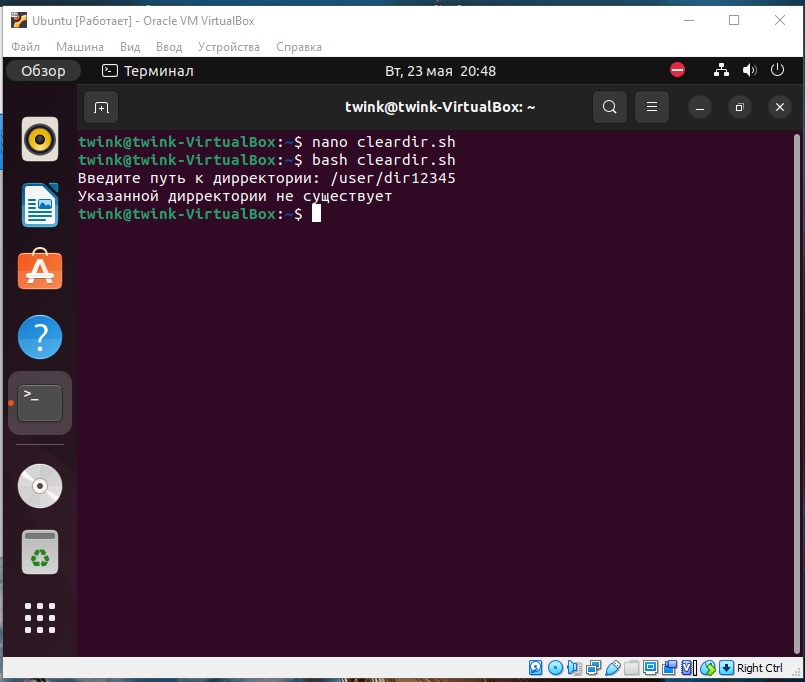 Ubuntu [Работает] - Oracle VM VirtualBox
Файл Машина Вид Ввод Устройства Справка
Обзор Терминал Вт, 23 мая 20:48
twink@twink-VirtualBox: ~
twink@twink-VirtualBox:~$ nano cleardir.sh
twink@twink-VirtualBox:~$ bash cleardir.sh
Введите путь к дирректории: /user/dir12345
Указанной дирректории не существует
twink@twink-VirtualBox:~$
Right Ctrl